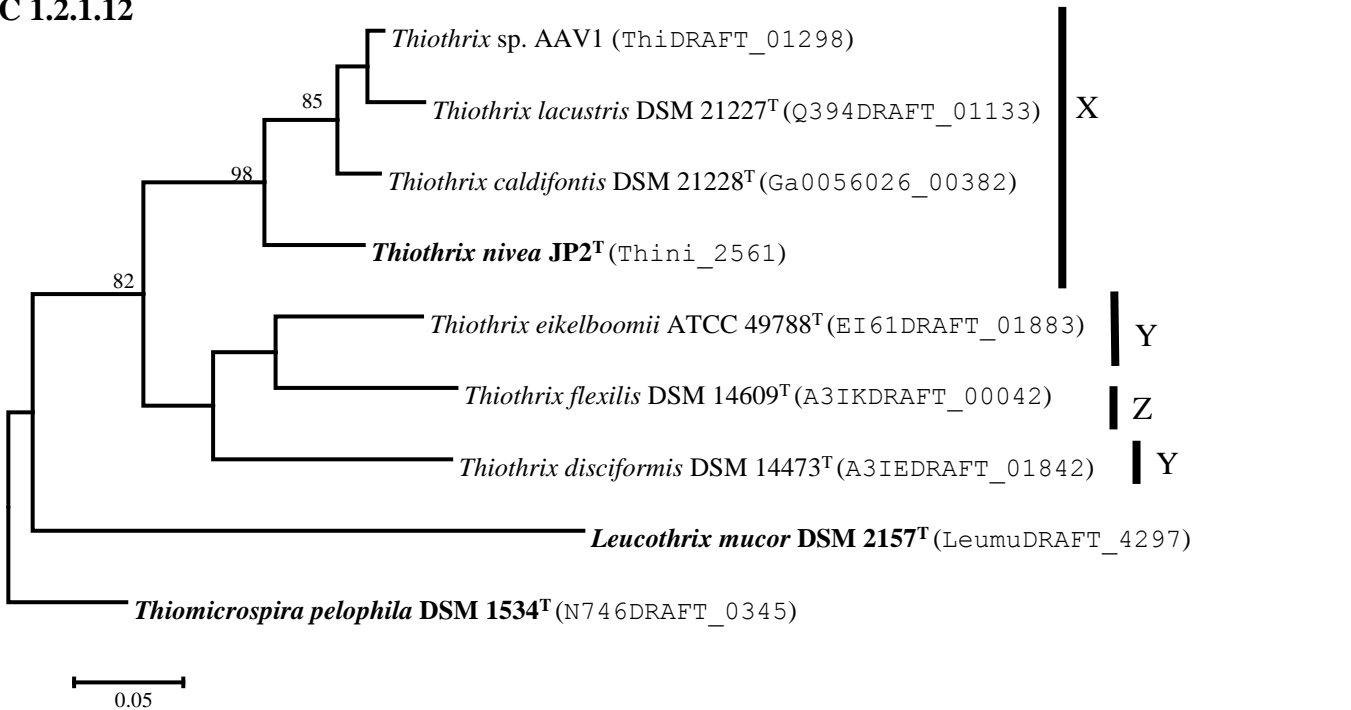 C 1.2.1.12
Thiothrix sp. AAV1 (ThiDRAFT_01298)
85
Thiothrix lacustris DSM 21227T (Q394DRAFT_01133)
X
98
Thiothrix caldifontis DSM 21228T (Ga0056026_00382)
Thiothrix nivea JP2T (Thini_2561)
82
Thiothrix eikelboomii ATCC 49788T (EI61DRAFT_01883)
Y
Thiothrix flexilis DSM 14609T (A3IKDRAFT_00042)
Z
Thiothrix disciformis DSM 14473T (A3IEDRAFT_01842)
Y
Leucothrix mucor DSM 2157T (LeumuDRAFT_4297)
Thiomicrospira pelophila DSM 1534T (N746DRAFT_0345)
0.05